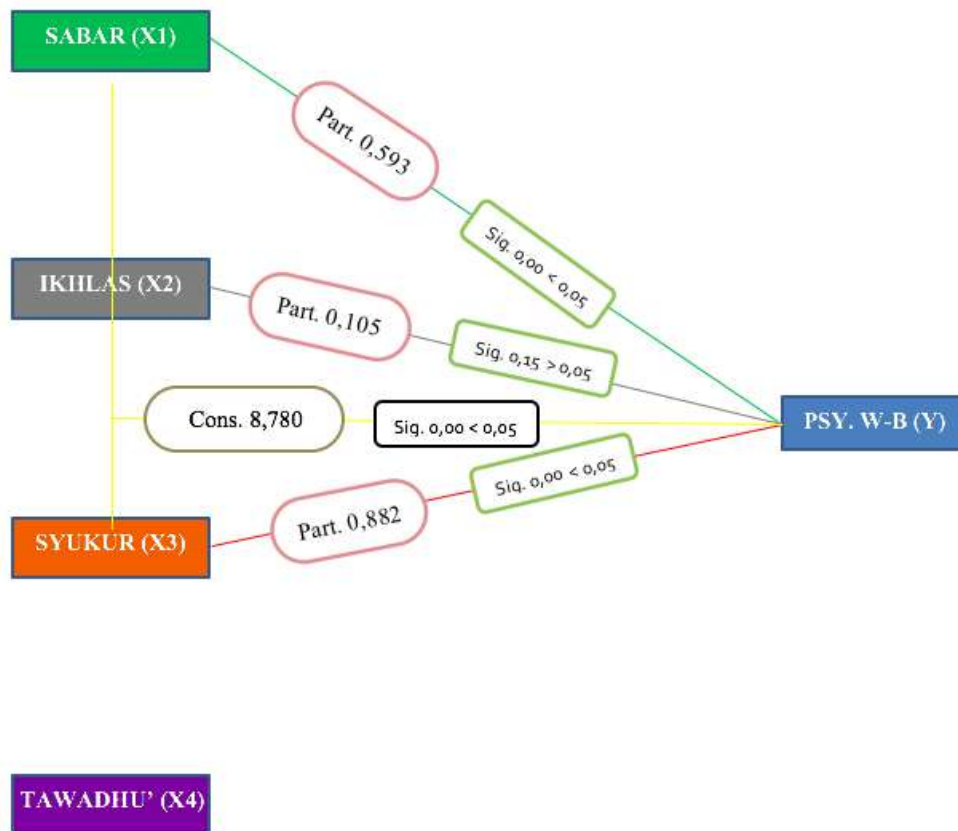 SABAR (X1)
Part. 0,593
Sig. 0,00 < 0,05
IKHLAS (X2)
Part. 0,105
Sig. 0,15 > 0,05
Cons. 8,780
Sig. 0,00 < 0,05
PSY. W-B (Y)
SYUKUR (X3)
Part. 0,882
Sig. 0,00 < 0,05
TAWADHU’ (X4)